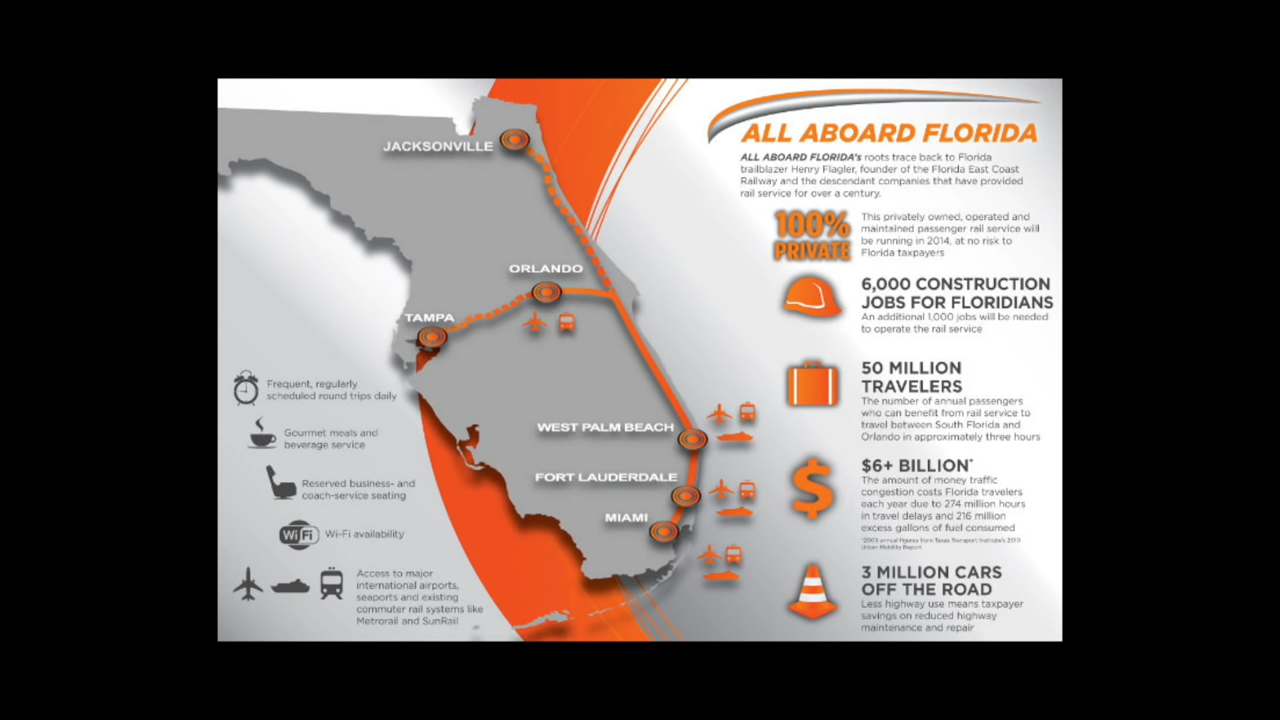 JACKSONVILLE
ORLANDO
TAMPA
WEST PALM BEACH
FORT LAUDERDALE
MIAMI
Frequent, regularly
scheduled round trips daily
Gourmet meals and
beverage service
Reserved business- and
coach-service seating
WiFi
Wi-Fi availability
Access to major
international airports,
seaports and existing
commuter rail systems like
Metrorail and SunRail
ALL ABOARD FLORIDA
ALL ABOARD FLORIDA's roots trace back to Florida
trailblazer Henry Flagler, founder of the Florida East Coast
Railway and the descendant companies that have provided
rail service for over a century.
100%
PRIVATE
This privately owned, operated and
maintained passenger rail service will
be running in 2014, at no risk to
Florida taxpayers
6,000 CONSTRUCTION
JOBS FOR FLORIDIANS
An additional 1,000 jobs will be needed
to operate the rail service
50 MILLION
TRAVELERS
The number of annual passengers
who can benefit from rail service to
travel between South Florida and
Orlando in approximately three hours
$
$6+ BILLION*
The amount of money traffic
congestion costs Florida travelers
each year due to 274 million hours
in travel delays and 216 million
excess gallons of fuel consumed
annual figures from Texas Transport Institute's 2010
Urban Mobility Report
3 MILLION CARS
OFF THE ROAD
Less highway use means taxpayer
savings on reduced highway
maintenance and repair